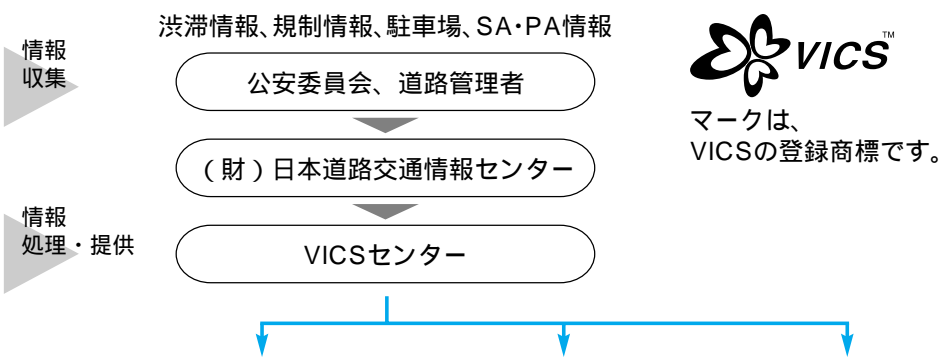 渋滞情報、規制情報、駐車場、SA・PA情報
情報
収集
公安委員会、道路管理者
(財)日本道路交通情報センター
情報
処理・提供
VICSセンター
VICS™
マークは、
VICSの登録商標です。